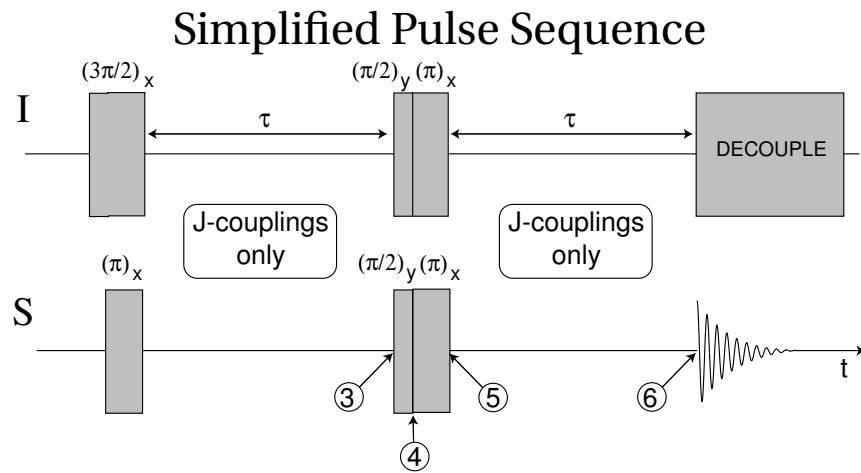 Simplified Pulse Sequence
(3π/2)x (π/2)y (π)x
I τ τ DECOUPLE
J-couplings only J-couplings only
(π)x (π/2)y (π)x
S t
③ ⑤ ⑥
④